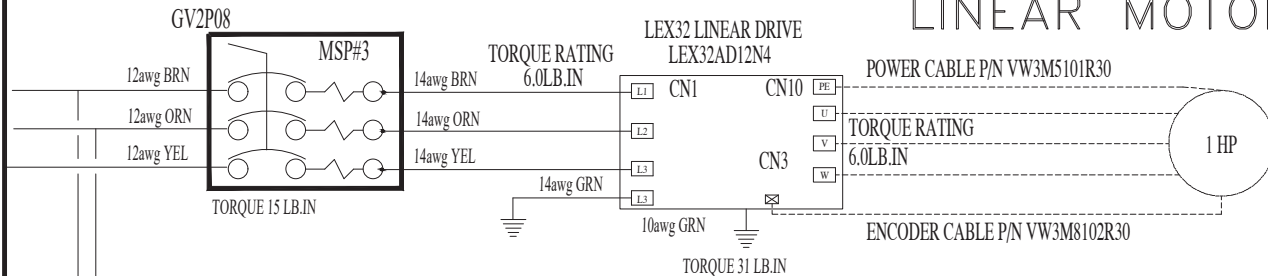 LINEAR MOTOR
GV2P08
MSP#3
12awg BRN
12awg ORN
12awg YEL
TORQUE 15 LB.IN
14awg BRN
14awg ORN
14awg YEL
14awg GRN
TORQUE RATING
6.0LB.IN
LEX32 LINEAR DRIVE
LEX32AD12N4
CN1
L1
L2
L3
L3
CN10
PE
U
V
W
CN3
10awg GRN
TORQUE 31 LB.IN
POWER CABLE P/N VW3M5101R30
TORQUE RATING
6.0LB.IN
1 HP
ENCODER CABLE P/N VW3M8102R30